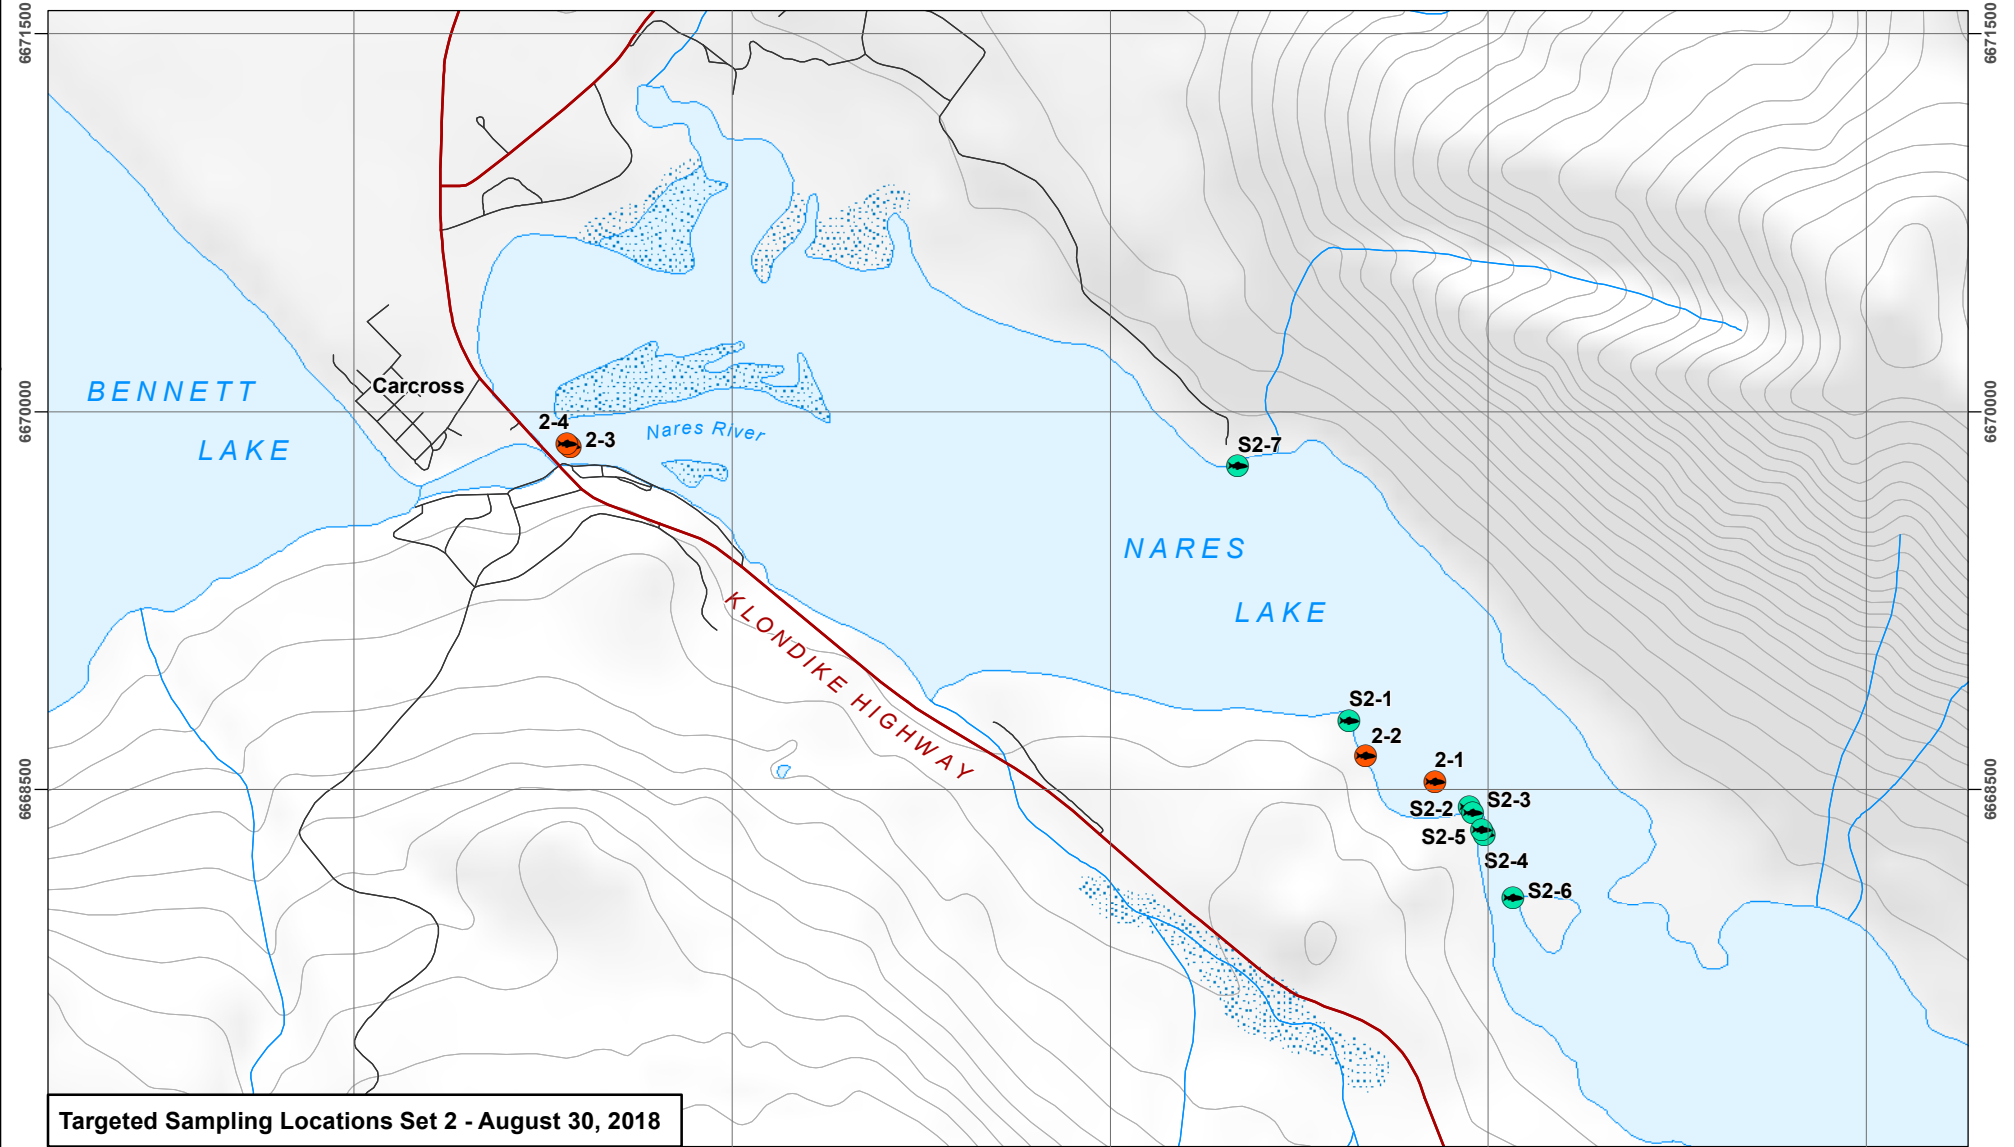 6671500
6671500
BENNETT
LAKE
Carcross
6670000
6670000
2-4
2-3
Nares River
S2-7
NARES
LAKE
KLONDIKE HIGHWAY
S2-1
2-2
2-1
6668500
6668500
S2-3
S2-2
S2-5
S2-4
S2-6
Targeted Sampling Locations Set 2 - August 30, 2018